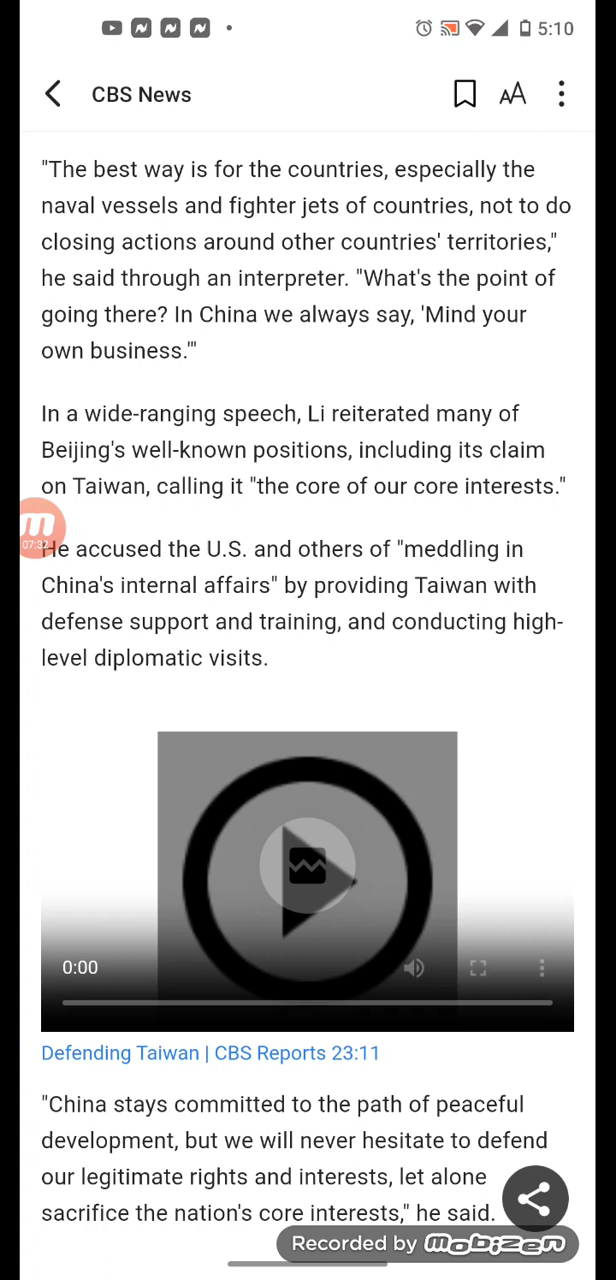 5:10
CBS News
AA
"The best way is for the countries, especially the
naval vessels and fighter jets of countries, not to do
closing actions around other countries' territories,"
he said through an interpreter. "What's the point of
going there? In China we always say, 'Mind your
own business.'"
In a wide-ranging speech, Li reiterated many of
Beijing's well-known positions, including its claim
on Taiwan, calling it "the core of our core interests."
07:32
He accused the U.S. and others of "meddling in
China's internal affairs" by providing Taiwan with
defense support and training, and conducting high-
level diplomatic visits.
0:00
Defending Taiwan | CBS Reports 23:11
"China stays committed to the path of peaceful
development, but we will never hesitate to defend
our legitimate rights and interests, let alone
sacrifice the nation's core interests," he said.
Recorded by mobizen